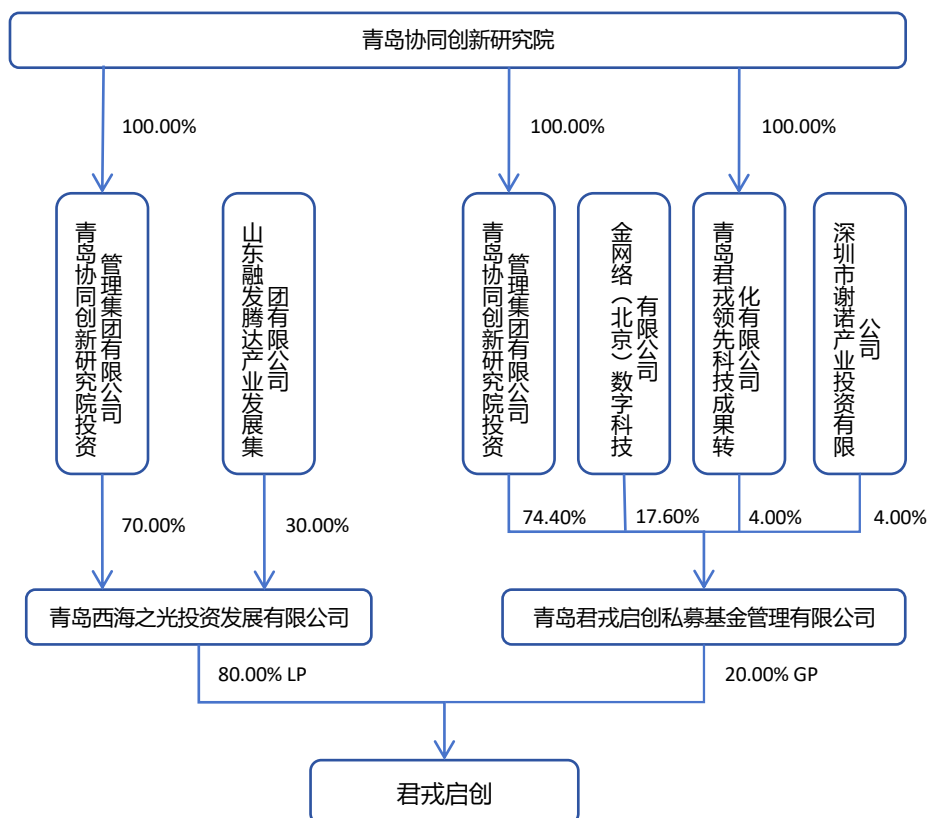 青岛协同创新研究院
100.00%
100.00%
100.00%
青岛协同创新研究院投资
管理集团有限公司
山东融发腾达产业发展集
团有限公司
青岛协同创新研究院投资
管理集团有限公司
金网络（北京）数字科技
有限公司
青岛君戎领先科技成果转
化有限公司
深圳市谢诺产业投资有限
公司
70.00%
30.00%
74.40%
17.60%
4.00%
4.00%
青岛西海之光投资发展有限公司
青岛君戎启创私募基金管理有限公司
80.00% LP
20.00% GP
君戎启创